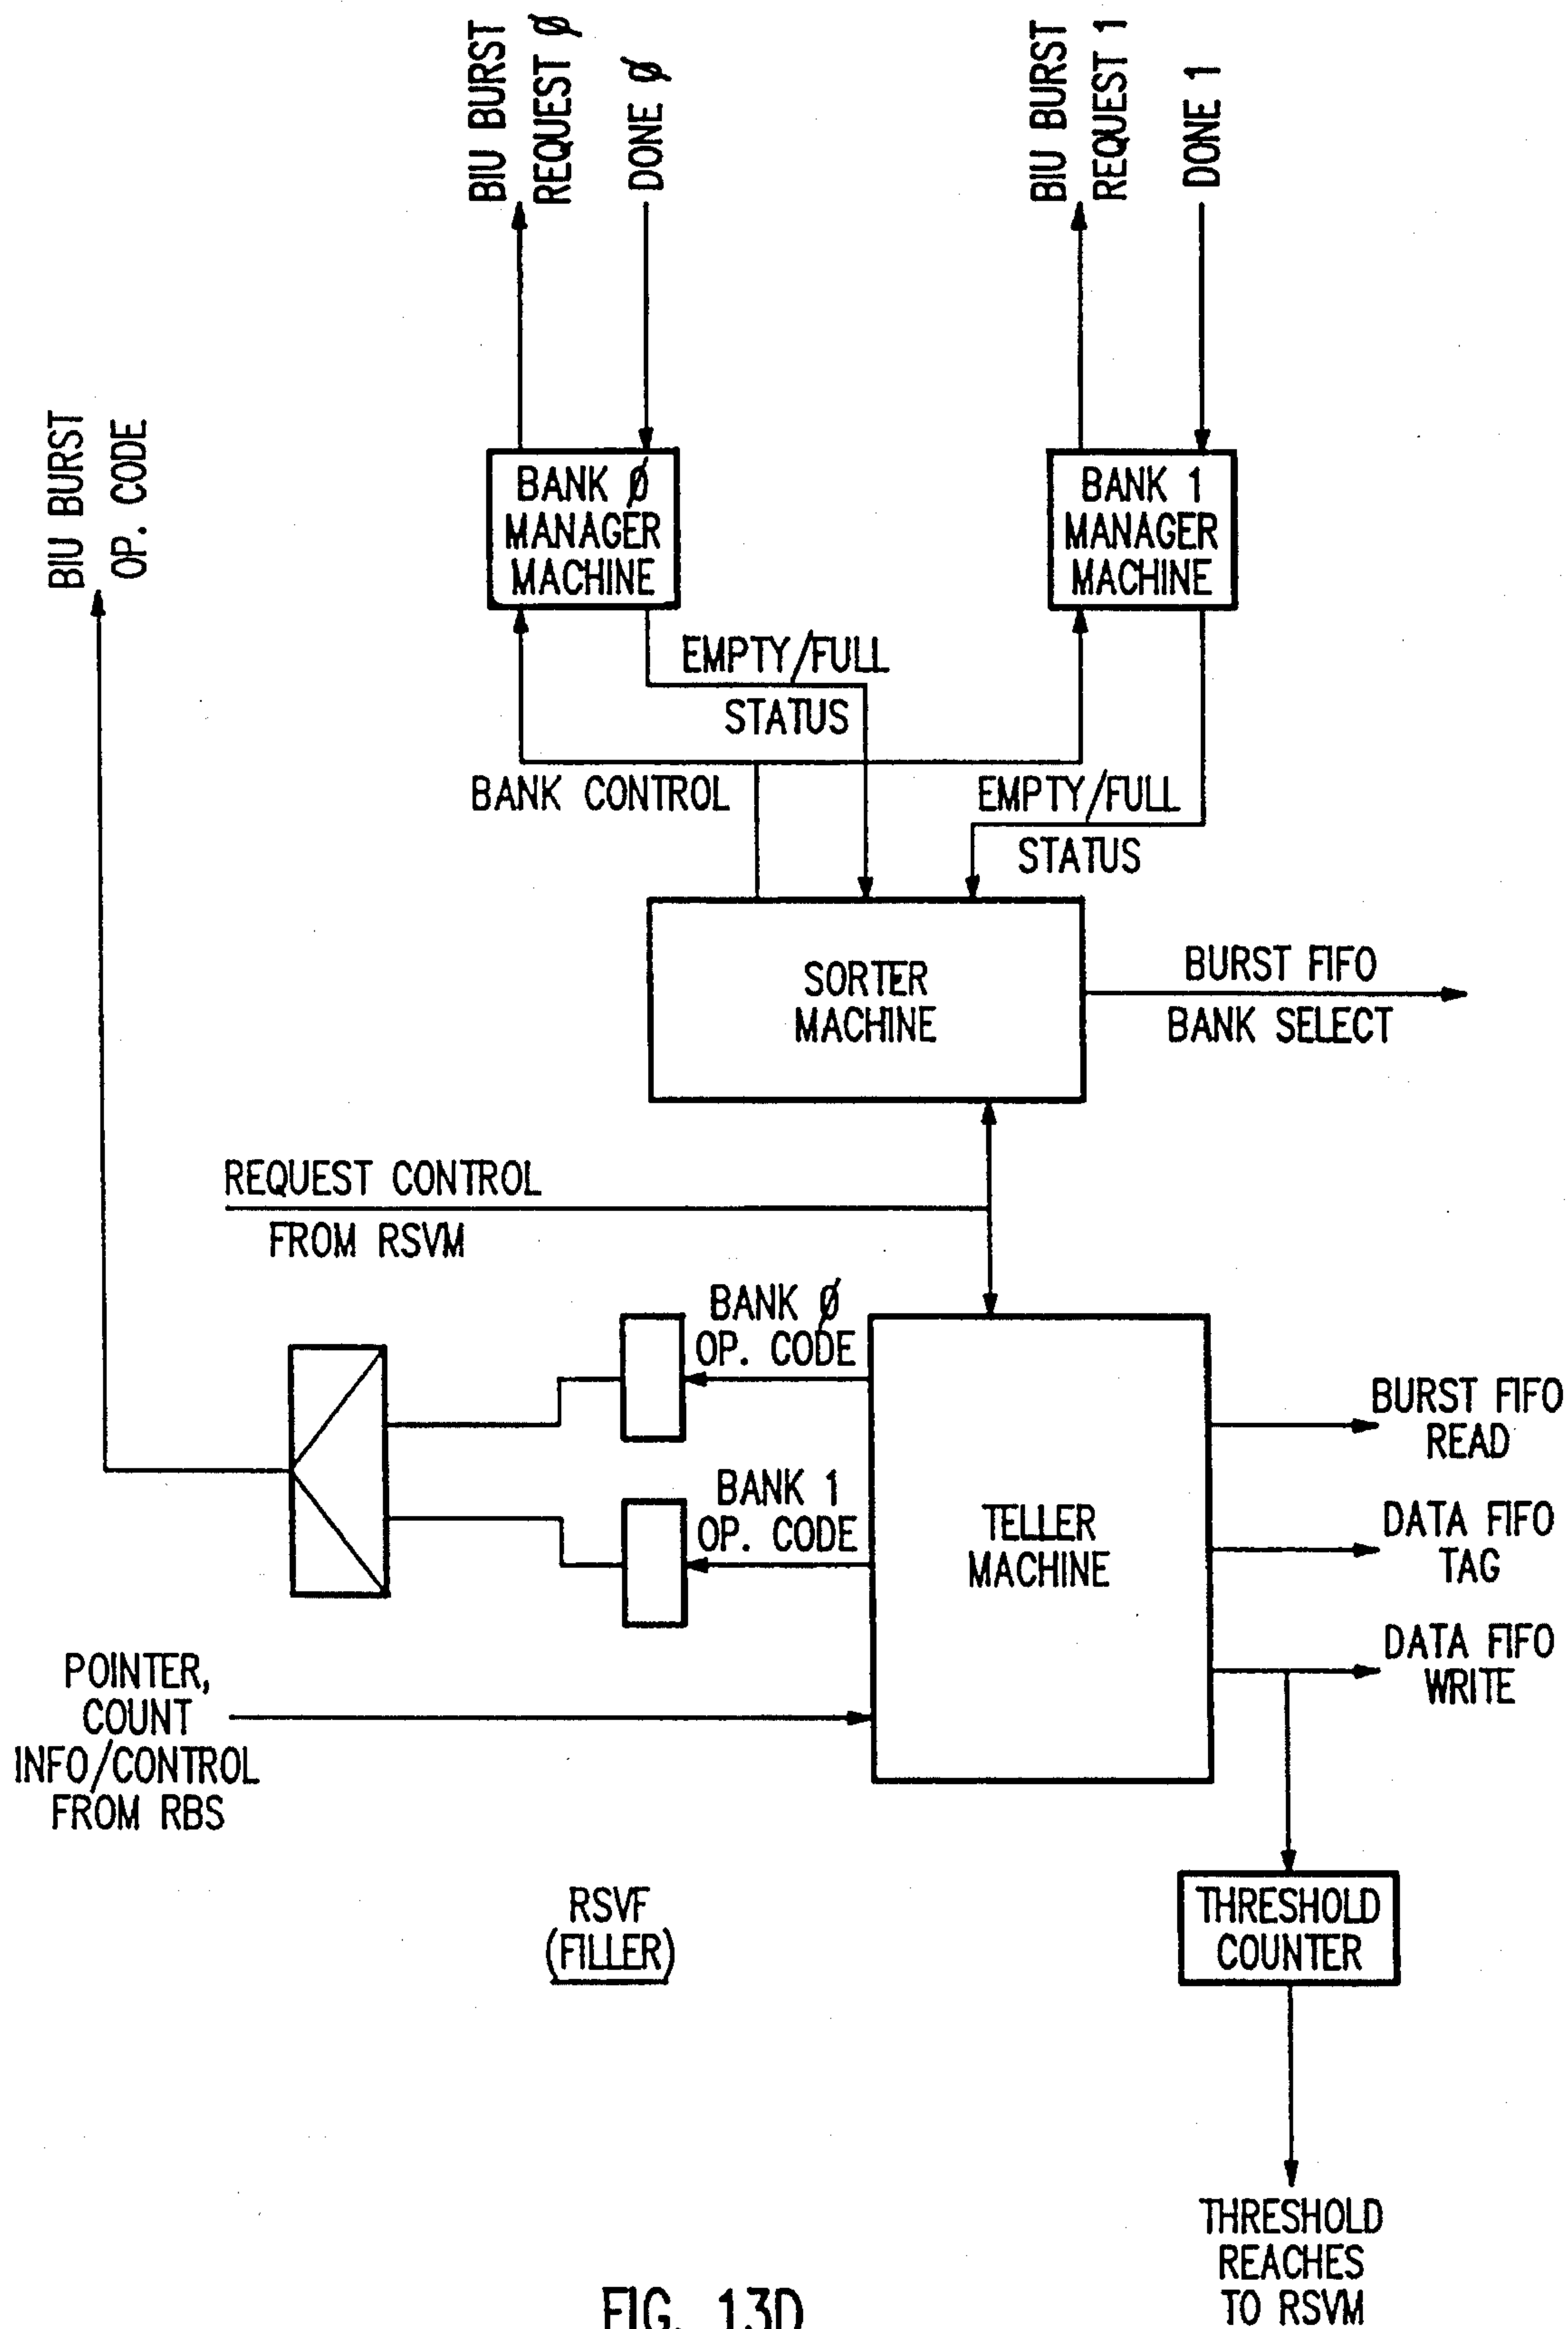 BIU BURST
REQUEST Ø
DONE Ø
BIU BURST
REQUEST 1
DONE 1
BIU BURST
OP. CODE
BANK Ø
MANAGER
MACHINE
BANK 1
MANAGER
MACHINE
EMPTY/FULL
STATUS
BANK CONTROL
EMPTY/FULL
STATUS
SORTER
MACHINE
BURST FIFO
BANK SELECT
REQUEST CONTROL
FROM RSVM
BANK Ø
OP. CODE
BANK 1
OP. CODE
TELLER
MACHINE
BURST FIFO
READ
DATA FIFO
TAG
DATA FIFO
WRITE
POINTER,
COUNT
INFO/CONTROL
FROM RBS
RSVF
(FILLER)
THRESHOLD
COUNTER
THRESHOLD
REACHES
TO RSVM
FIG. 13D